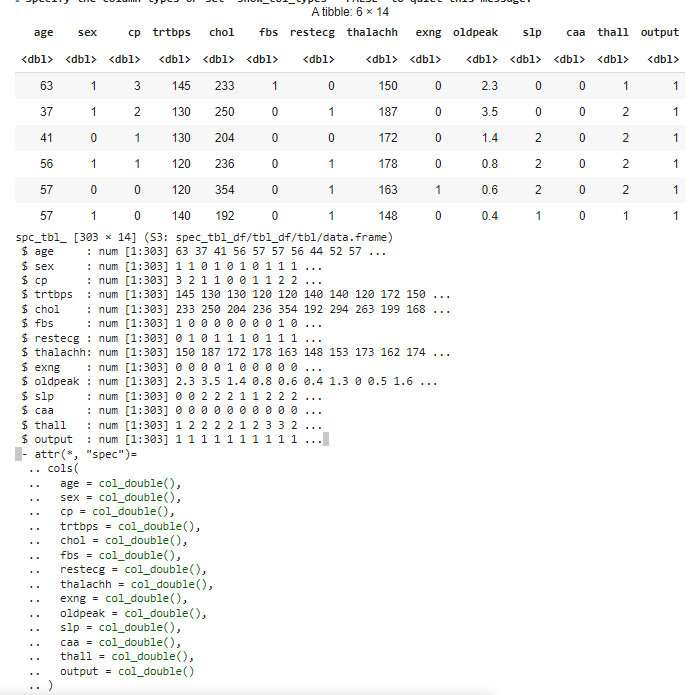 A tibble: 6 × 14
age sex cp trtbps chol fbs restecg thalachh exng oldpeak slp caa thall output
<dbl> <dbl> <dbl> <dbl> <dbl> <dbl> <dbl> <dbl> <dbl> <dbl> <dbl> <dbl> <dbl> <dbl>
63 1 3 145 233 1 0 150 0 2.3 0 0 1 1
37 1 2 130 250 0 1 187 0 3.5 0 0 2 1
41 0 1 130 204 0 0 172 0 1.4 2 0 2 1
56 1 1 120 236 0 1 178 0 0.8 2 0 2 1
57 0 0 120 354 0 1 163 1 0.6 2 0 2 1
57 1 0 140 192 0 1 148 0 0.4 1 0 1 1
spc_tbl_ [303 × 14] (S3: spec_tbl_df/tbl_df/tbl/data.frame)
$ age : num [1:303] 63 37 41 56 57 57 56 44 52 57 ...
$ sex : num [1:303] 1 1 0 1 0 1 0 1 1 1 ...
$ cp : num [1:303] 3 2 1 1 0 0 1 1 2 2 ...
$ trtbps : num [1:303] 145 130 130 120 120 140 140 120 172 150 ...
$ chol : num [1:303] 233 250 204 236 354 192 294 263 199 168 ...
$ fbs : num [1:303] 1 0 0 0 0 0 0 0 1 0 ...
$ restecg : num [1:303] 0 1 0 1 1 1 0 1 1 1 ...
$ thalachh: num [1:303] 150 187 172 178 163 148 153 173 162 174 ...
$ exng : num [1:303] 0 0 0 0 1 0 0 0 0 0 ...
$ oldpeak : num [1:303] 2.3 3.5 1.4 0.8 0.6 0.4 1.3 0 0.5 1.6 ...
$ slp : num [1:303] 0 0 2 2 2 1 1 2 2 2 ...
$ caa : num [1:303] 0 0 0 0 0 0 0 0 0 0 ...
$ thall : num [1:303] 1 2 2 2 2 1 2 3 3 2 ...
$ output : num [1:303] 1 1 1 1 1 1 1 1 1 1 ...
- attr(*, "spec")=
.. cols(
.. age = col_double(),
.. sex = col_double(),
.. cp = col_double(),
.. trtbps = col_double(),
.. chol = col_double(),
.. fbs = col_double(),
.. restecg = col_double(),
.. thalachh = col_double(),
.. exng = col_double(),
.. oldpeak = col_double(),
.. slp = col_double(),
.. caa = col_double(),
.. thall = col_double(),
.. output = col_double()
.. )